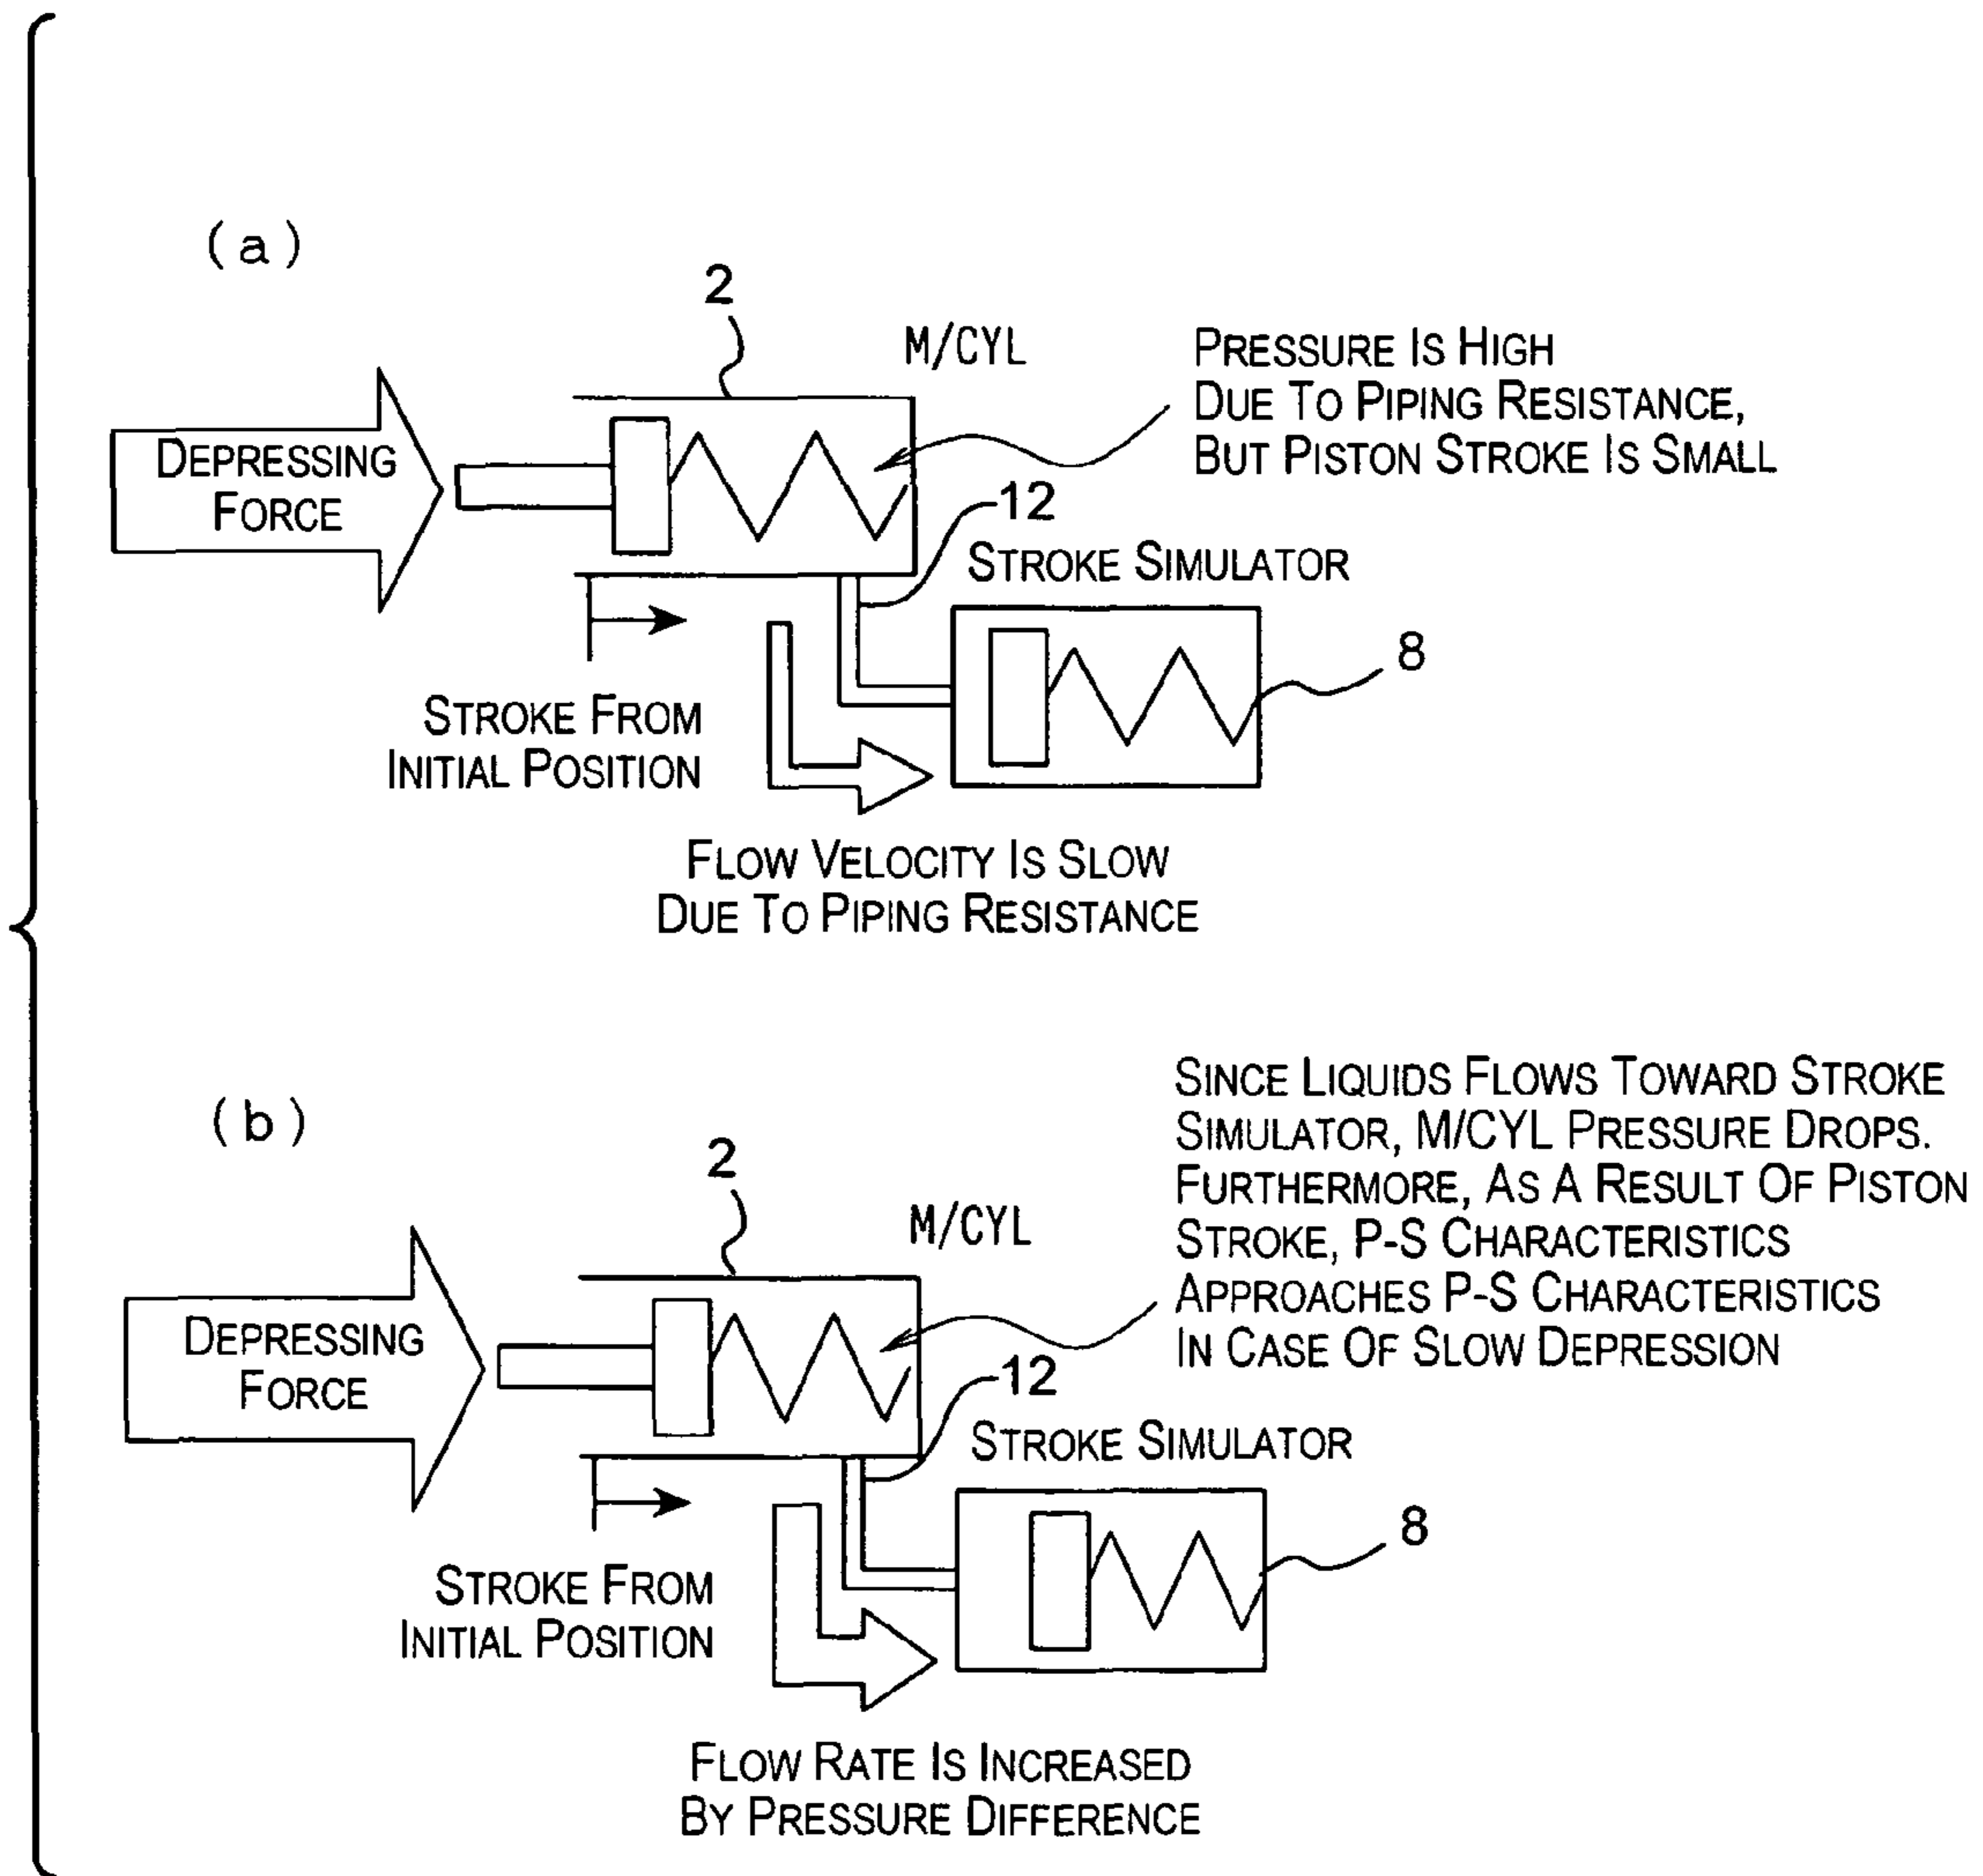 (a)
2
M/CYL
PRESSURE IS HIGH
DUE TO PIPING RESISTANCE,
BUT PISTON STROKE IS SMALL
DEPRESSING
FORCE
12
STROKE SIMULATOR
8
STROKE FROM
INITIAL POSITION
FLOW VELOCITY IS SLOW
DUE TO PIPING RESISTANCE
(b)
2
M/CYL
SINCE LIQUIDS FLOWS TOWARD STROKE
SIMULATOR, M/CYL PRESSURE DROPS.
FURTHERMORE, AS A RESULT OF PISTON
STROKE, P-S CHARACTERISTICS
APPROACHES P-S CHARACTERISTICS
IN CASE OF SLOW DEPRESSION
DEPRESSING
FORCE
12
STROKE SIMULATOR
8
STROKE FROM
INITIAL POSITION
FLOW RATE IS INCREASED
BY PRESSURE DIFFERENCE